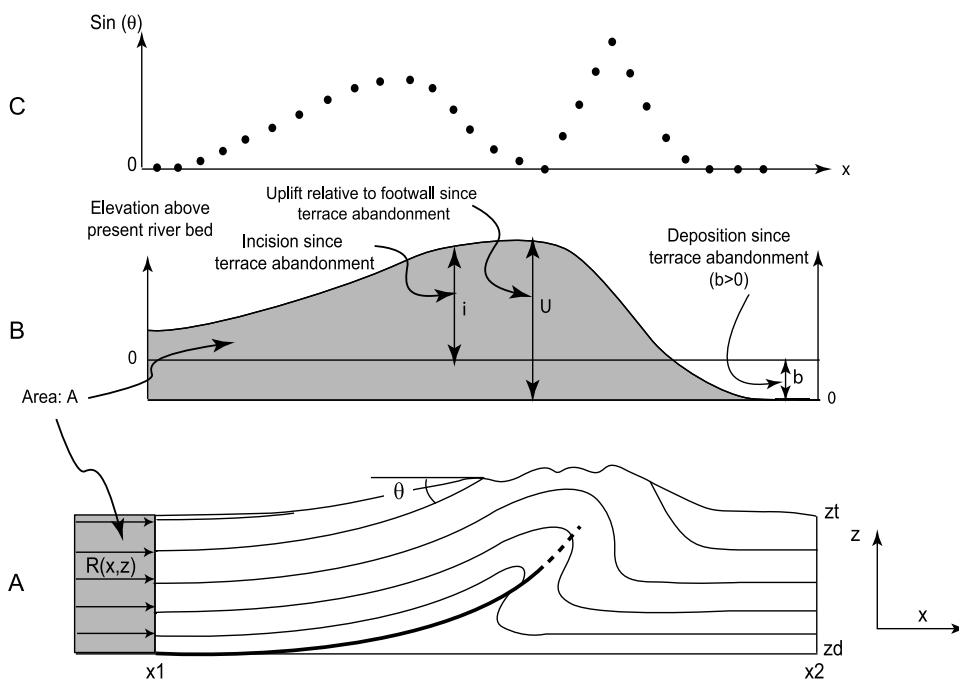 Sin (θ)
C
0
x
Elevation above
present river bed
Uplift relative to footwall since
terrace abandonment
Incision since
terrace abandonment
Deposition since
terrace abandonment
(b>0)
B
i
U
0
b
0
Area: A
θ
zt
z
R(x,z)
A
x
zd
x1
x2